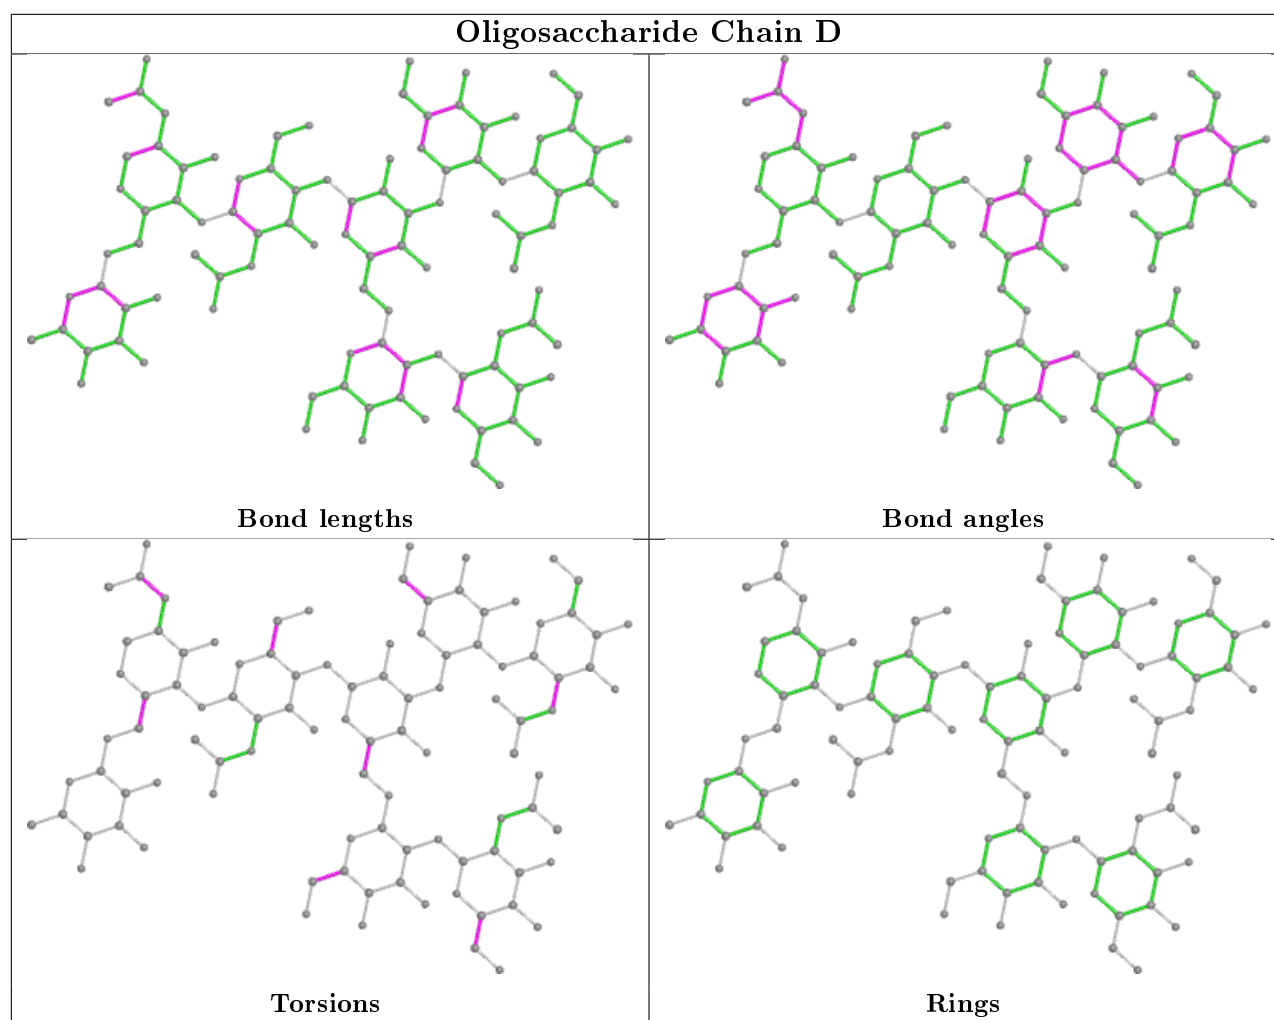 Oligosaccharide Chain D
Bond lengths
Bond angles
Torsions
Rings